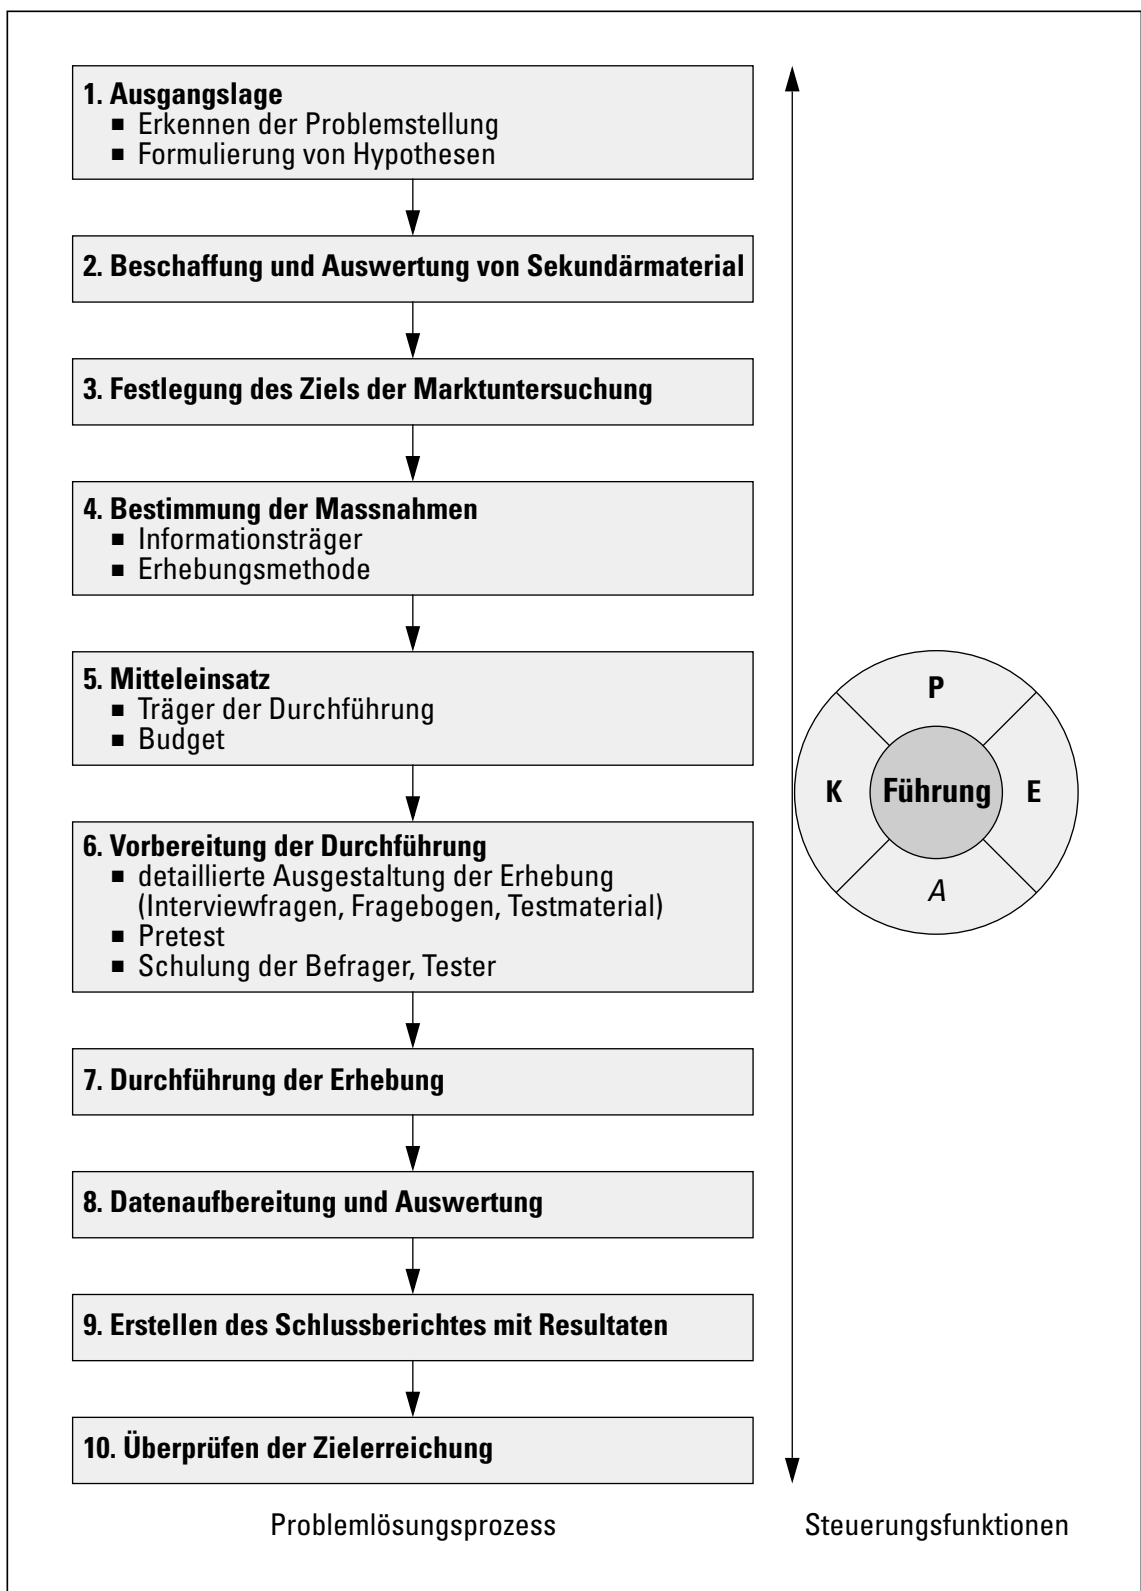 1. Ausgangslage
■ Erkennen der Problemstellung
■ Formulierung von Hypothesen
2. Beschaffung und Auswertung von Sekundärmaterial
3. Festlegung des Ziels der Marktuntersuchung
4. Bestimmung der Massnahmen
■ Informationsträger
■ Erhebungsmethode
5. Mitteleinsatz
■ Träger der Durchführung
■ Budget
6. Vorbereitung der Durchführung
■ detaillierte Ausgestaltung der Erhebung
(Interviewfragen, Fragebogen, Testmaterial)
■ Pretest
■ Schulung der Befrager, Tester
7. Durchführung der Erhebung
8. Datenaufbereitung und Auswertung
9. Erstellen des Schlussberichtes mit Resultaten
10. Überprüfen der Zielerreichung
Problemlösungsprozess
P
K Führung E
A
Steuerungsfunktionen